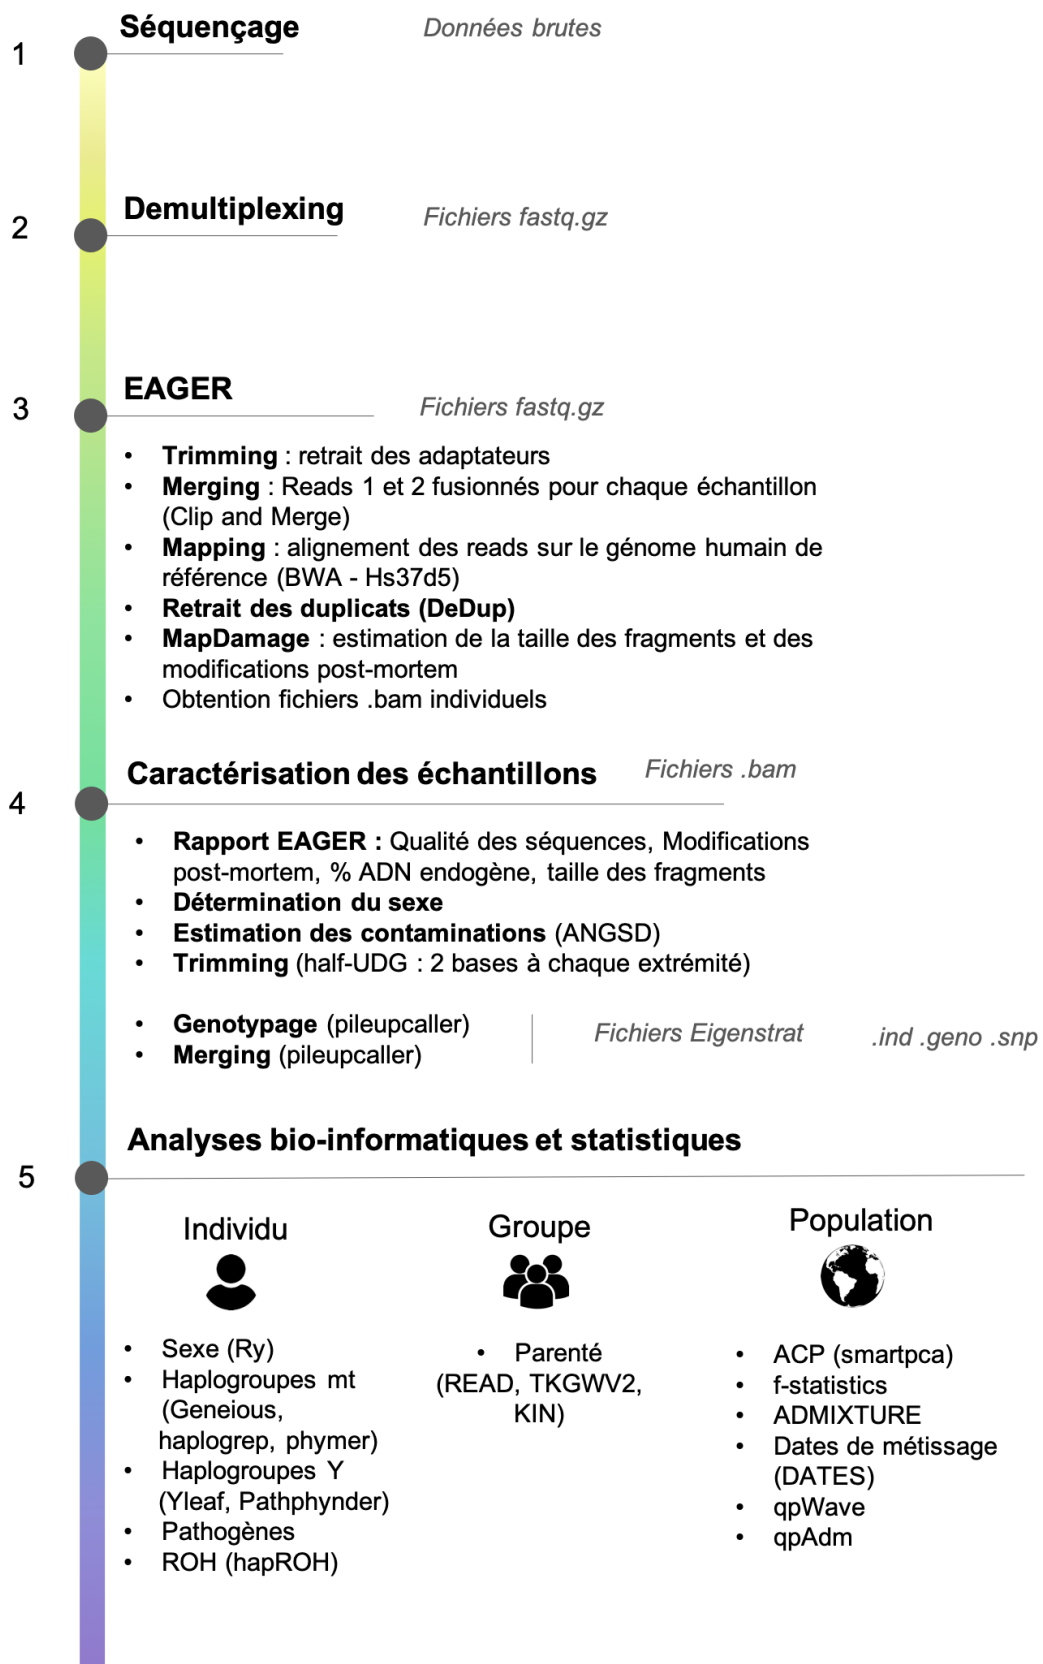 Séquençage
Données brutes
1
Demultiplexing
Fichiers fastq.gz
2
EAGER
Fichiers fastq.gz
3
• Trimming : retrait des adaptateurs
• Merging : Reads 1 et 2 fusionnés pour chaque échantillon
(Clip and Merge)
• Mapping : alignement des reads sur le génome humain de
référence (BWA - Hs37d5)
• Retrait des duplicats (DeDup)
• MapDamage : estimation de la taille des fragments et des
modifications post-mortem
• Obtention fichiers .bam individuels
Caractérisation des échantillons
Fichiers .bam
4
• Rapport EAGER : Qualité des séquences, Modifications
post-mortem, % ADN endogène, taille des fragments
• Détermination du sexe
• Estimation des contaminations (ANGSD)
• Trimming (half-UDG : 2 bases à chaque extrémité)
• Genotypage (pileupcaller)
• Merging (pileupcaller)
Fichiers Eigenstrat
.ind .geno .snp
Analyses bio-informatiques et statistiques
5
Individu
• Sexe (Ry)
• Haplogroupes mt
(Geneious,
haplogrep, phymer)
• Haplogroupes Y
(Yleaf, Pathphynder)
• Pathogènes
• ROH (hapROH)
Groupe
• Parenté
(READ, TKGWV2,
KIN)
Population
• ACP (smartpca)
• f-statistics
• ADMIXTURE
• Dates de métissage
(DATES)
• qpWave
• qpAdm